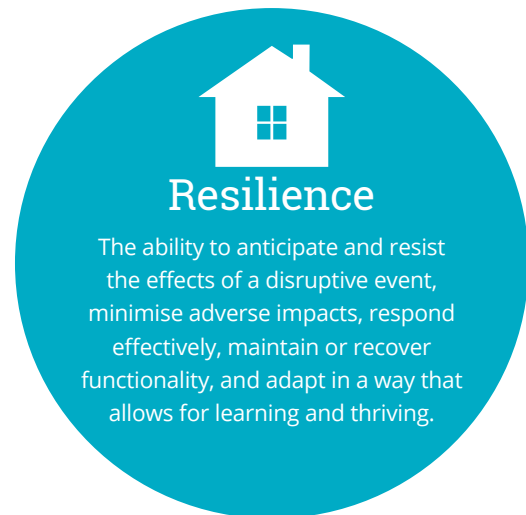 Resilience
The ability to anticipate and resist
the effects of a disruptive event,
minimise adverse impacts, respond
effectively, maintain or recover
functionality, and adapt in a way that
allows for learning and thriving.